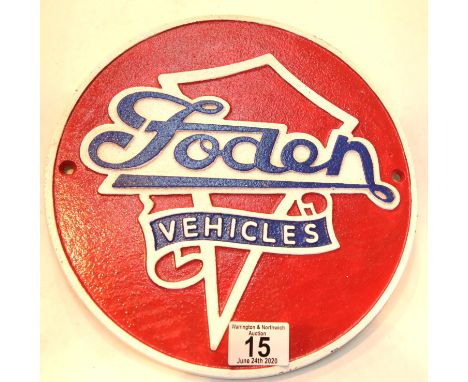 Foden
VEHICLES
Warrington & Northwich
Auction
15
June 24th 2020